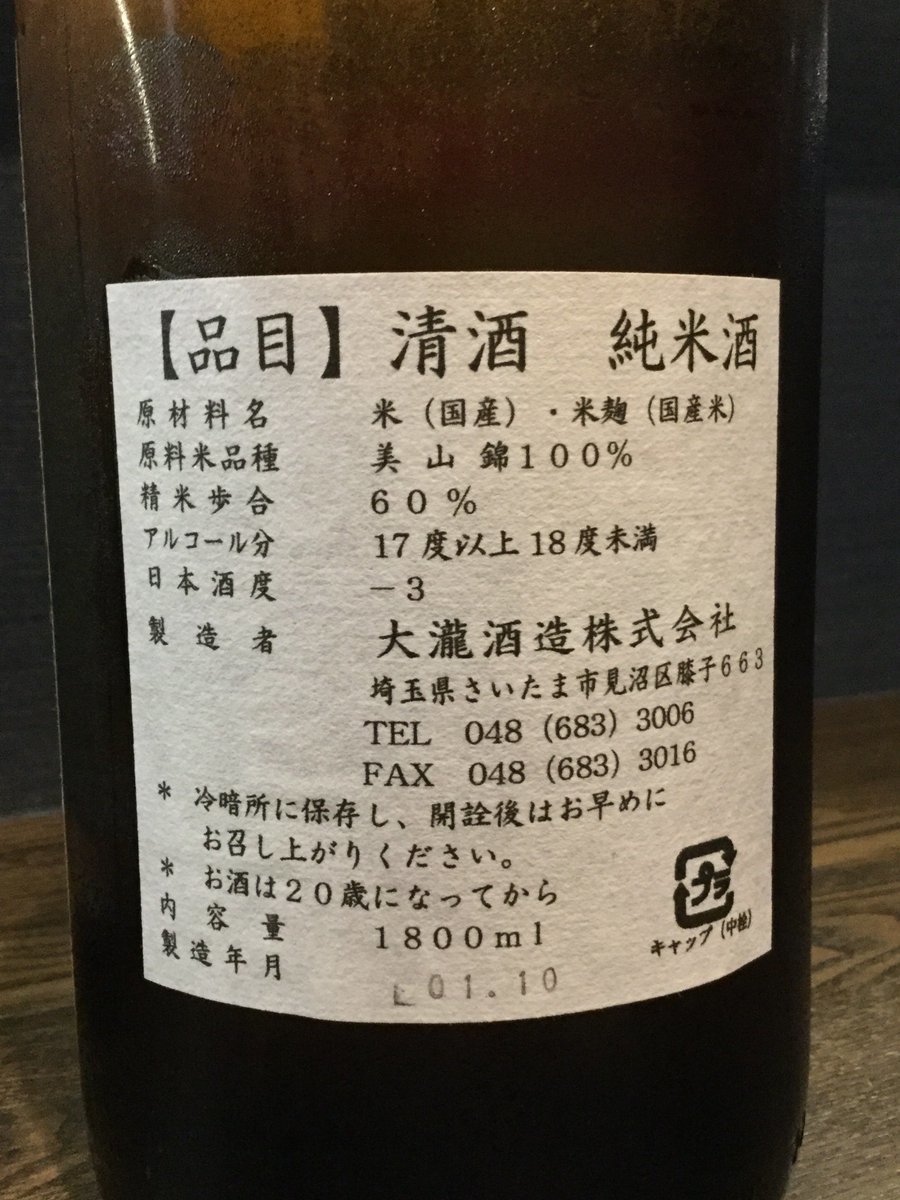 【品目】 清酒 純米酒
原材料名 米（国産）・米麹（国産米）
原料米品種 美山錦１００％
精米歩合 ６０％
アルコール分 17度以上18度未満
日本酒度 －３
製造者 大瀧酒造株式会社
埼玉県さいたま市見沼区膝子６６３
TEL 048（683）3006
FAX 048（683）3016
＊ 冷暗所に保存し、開詮後はお早めに
お召し上がりください。
＊ お酒は２０歳になってから
内容量 １８００ｍｌ
製造年月 01.10
プラ
キャップ（中栓）